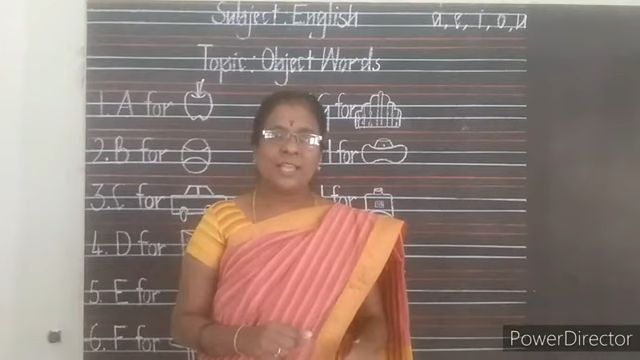 Subject: English
a, e, i, o, u
Topic: Object Words
1. A for
for
2. B for
for
3. C for
for
4. D for
5. E for
6. F for
PowerDirector